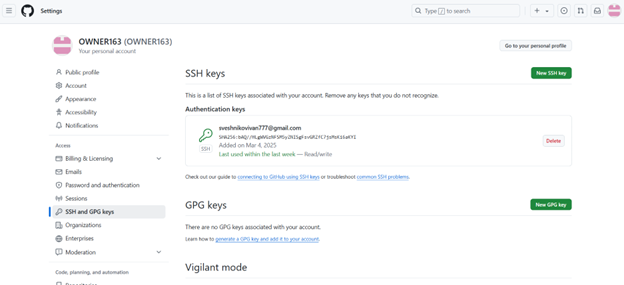 Settings
Type / to search
OWNER163 (OWNER163)
Your personal account
Go to your personal profile
Public profile
Account
Appearance
Accessibility
Notifications
Access
Billing & Licensing
Emails
Password and authentication
Sessions
SSH and GPG keys
Organizations
Enterprises
Moderation
Code, planning, and automation
SSH keys
New SSH key
This is a list of SSH keys associated with your account. Remove any keys that you do not recognize.
Authentication keys
sveshnikovivan777@gmail.com
Added on Mar 4, 2025
Last used within the last week — Read/write
SSH
Delete
Check out our guide to connecting to GitHub using SSH keys or troubleshoot common SSH problems.
GPG keys
New GPG key
There are no GPG keys associated with your account.
Learn how to generate a GPG key and add it to your account.
Vigilant mode